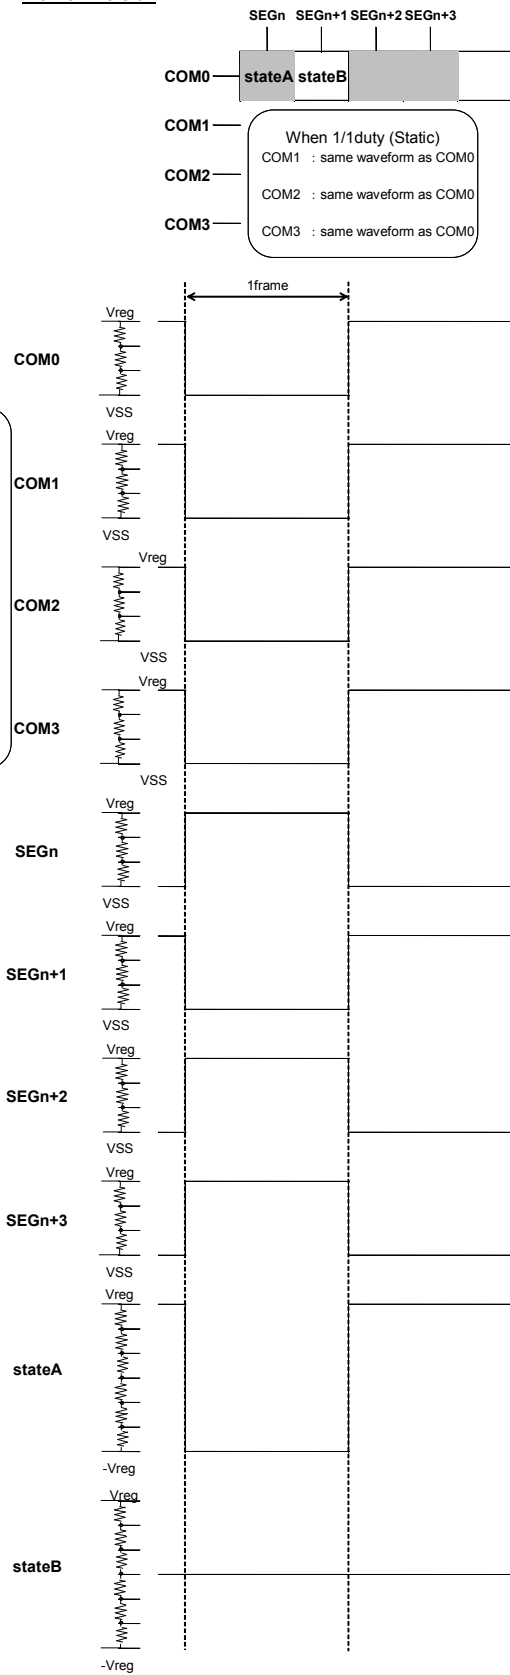 SEGn SEGn+1 SEGn+2 SEGn+3
COM0 stateA stateB
COM1
COM2
COM3
When 1/1duty (Static)
COM1 : same waveform as COM0
COM2 : same waveform as COM0
COM3 : same waveform as COM0
1frame
Vreg
COM0
VSS
Vreg
COM1
VSS
Vreg
COM2
VSS
Vreg
COM3
VSS
Vreg
SEGn
VSS
Vreg
SEGn+1
VSS
Vreg
SEGn+2
VSS
Vreg
SEGn+3
VSS
Vreg
stateA
-Vreg
Vreg
stateB
-Vreg